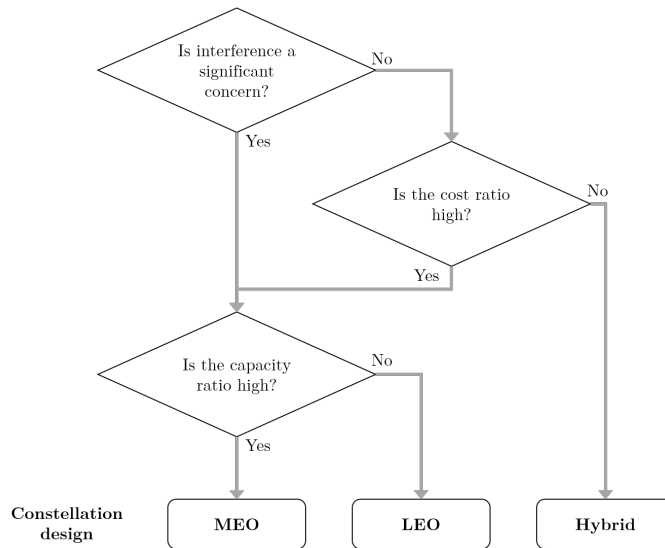 Is interference a
significant
concern?
No
Yes
Is the cost ratio
high?
No
Yes
Is the capacity
ratio high?
No
Yes
Constellation
design
MEO
LEO
Hybrid